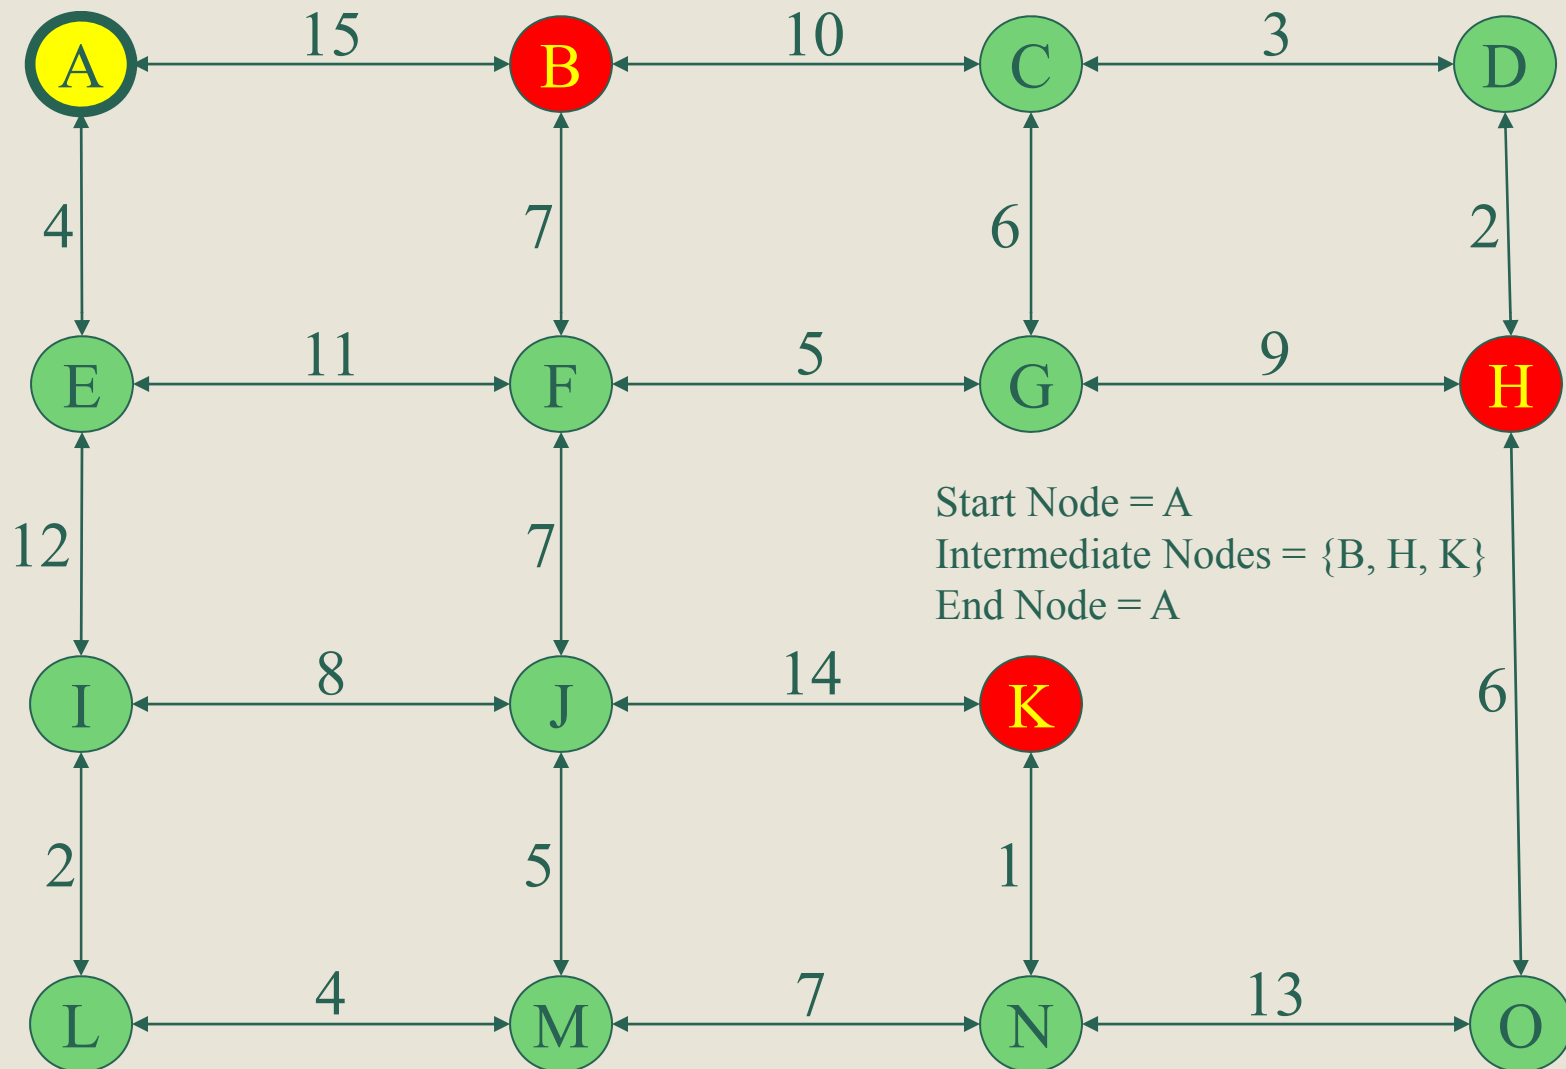 A 15 B 10 C 3 D
4 7 6 2
E 11 F 5 G 9 H
Start Node = A
12 7 Intermediate Nodes = {B, H, K}
End Node = A
I 8 J 14 K 6
2 5 1
L 4 M 7 N 13 O